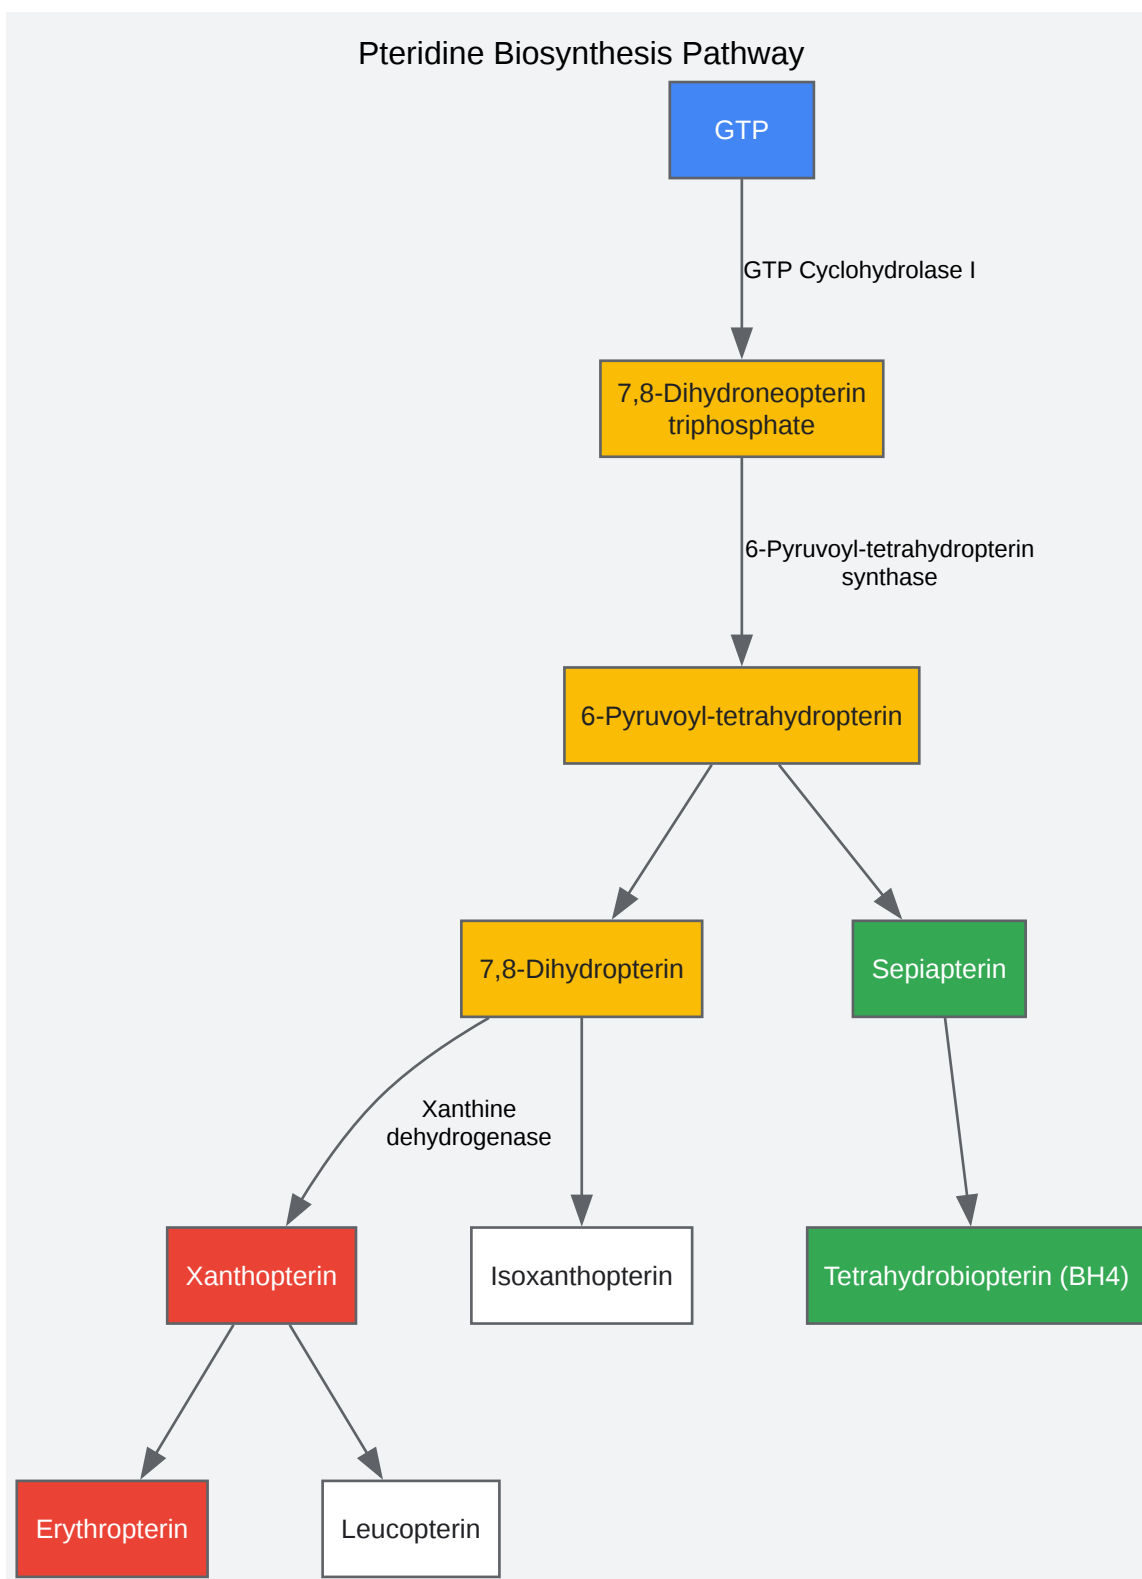 Pteridine Biosynthesis Pathway
GTP
GTP Cyclohydrolase I
7,8-Dihydroneopterin
triphosphate
6-Pyruvoyl-tetrahydropterin
synthase
6-Pyruvoyl-tetrahydropterin
7,8-Dihydropterin
Sepiapterin
Xanthine
dehydrogenase
Xanthopterin
Isoxanthopterin
Tetrahydrobiopterin (BH4)
Erythropterin
Leucopterin